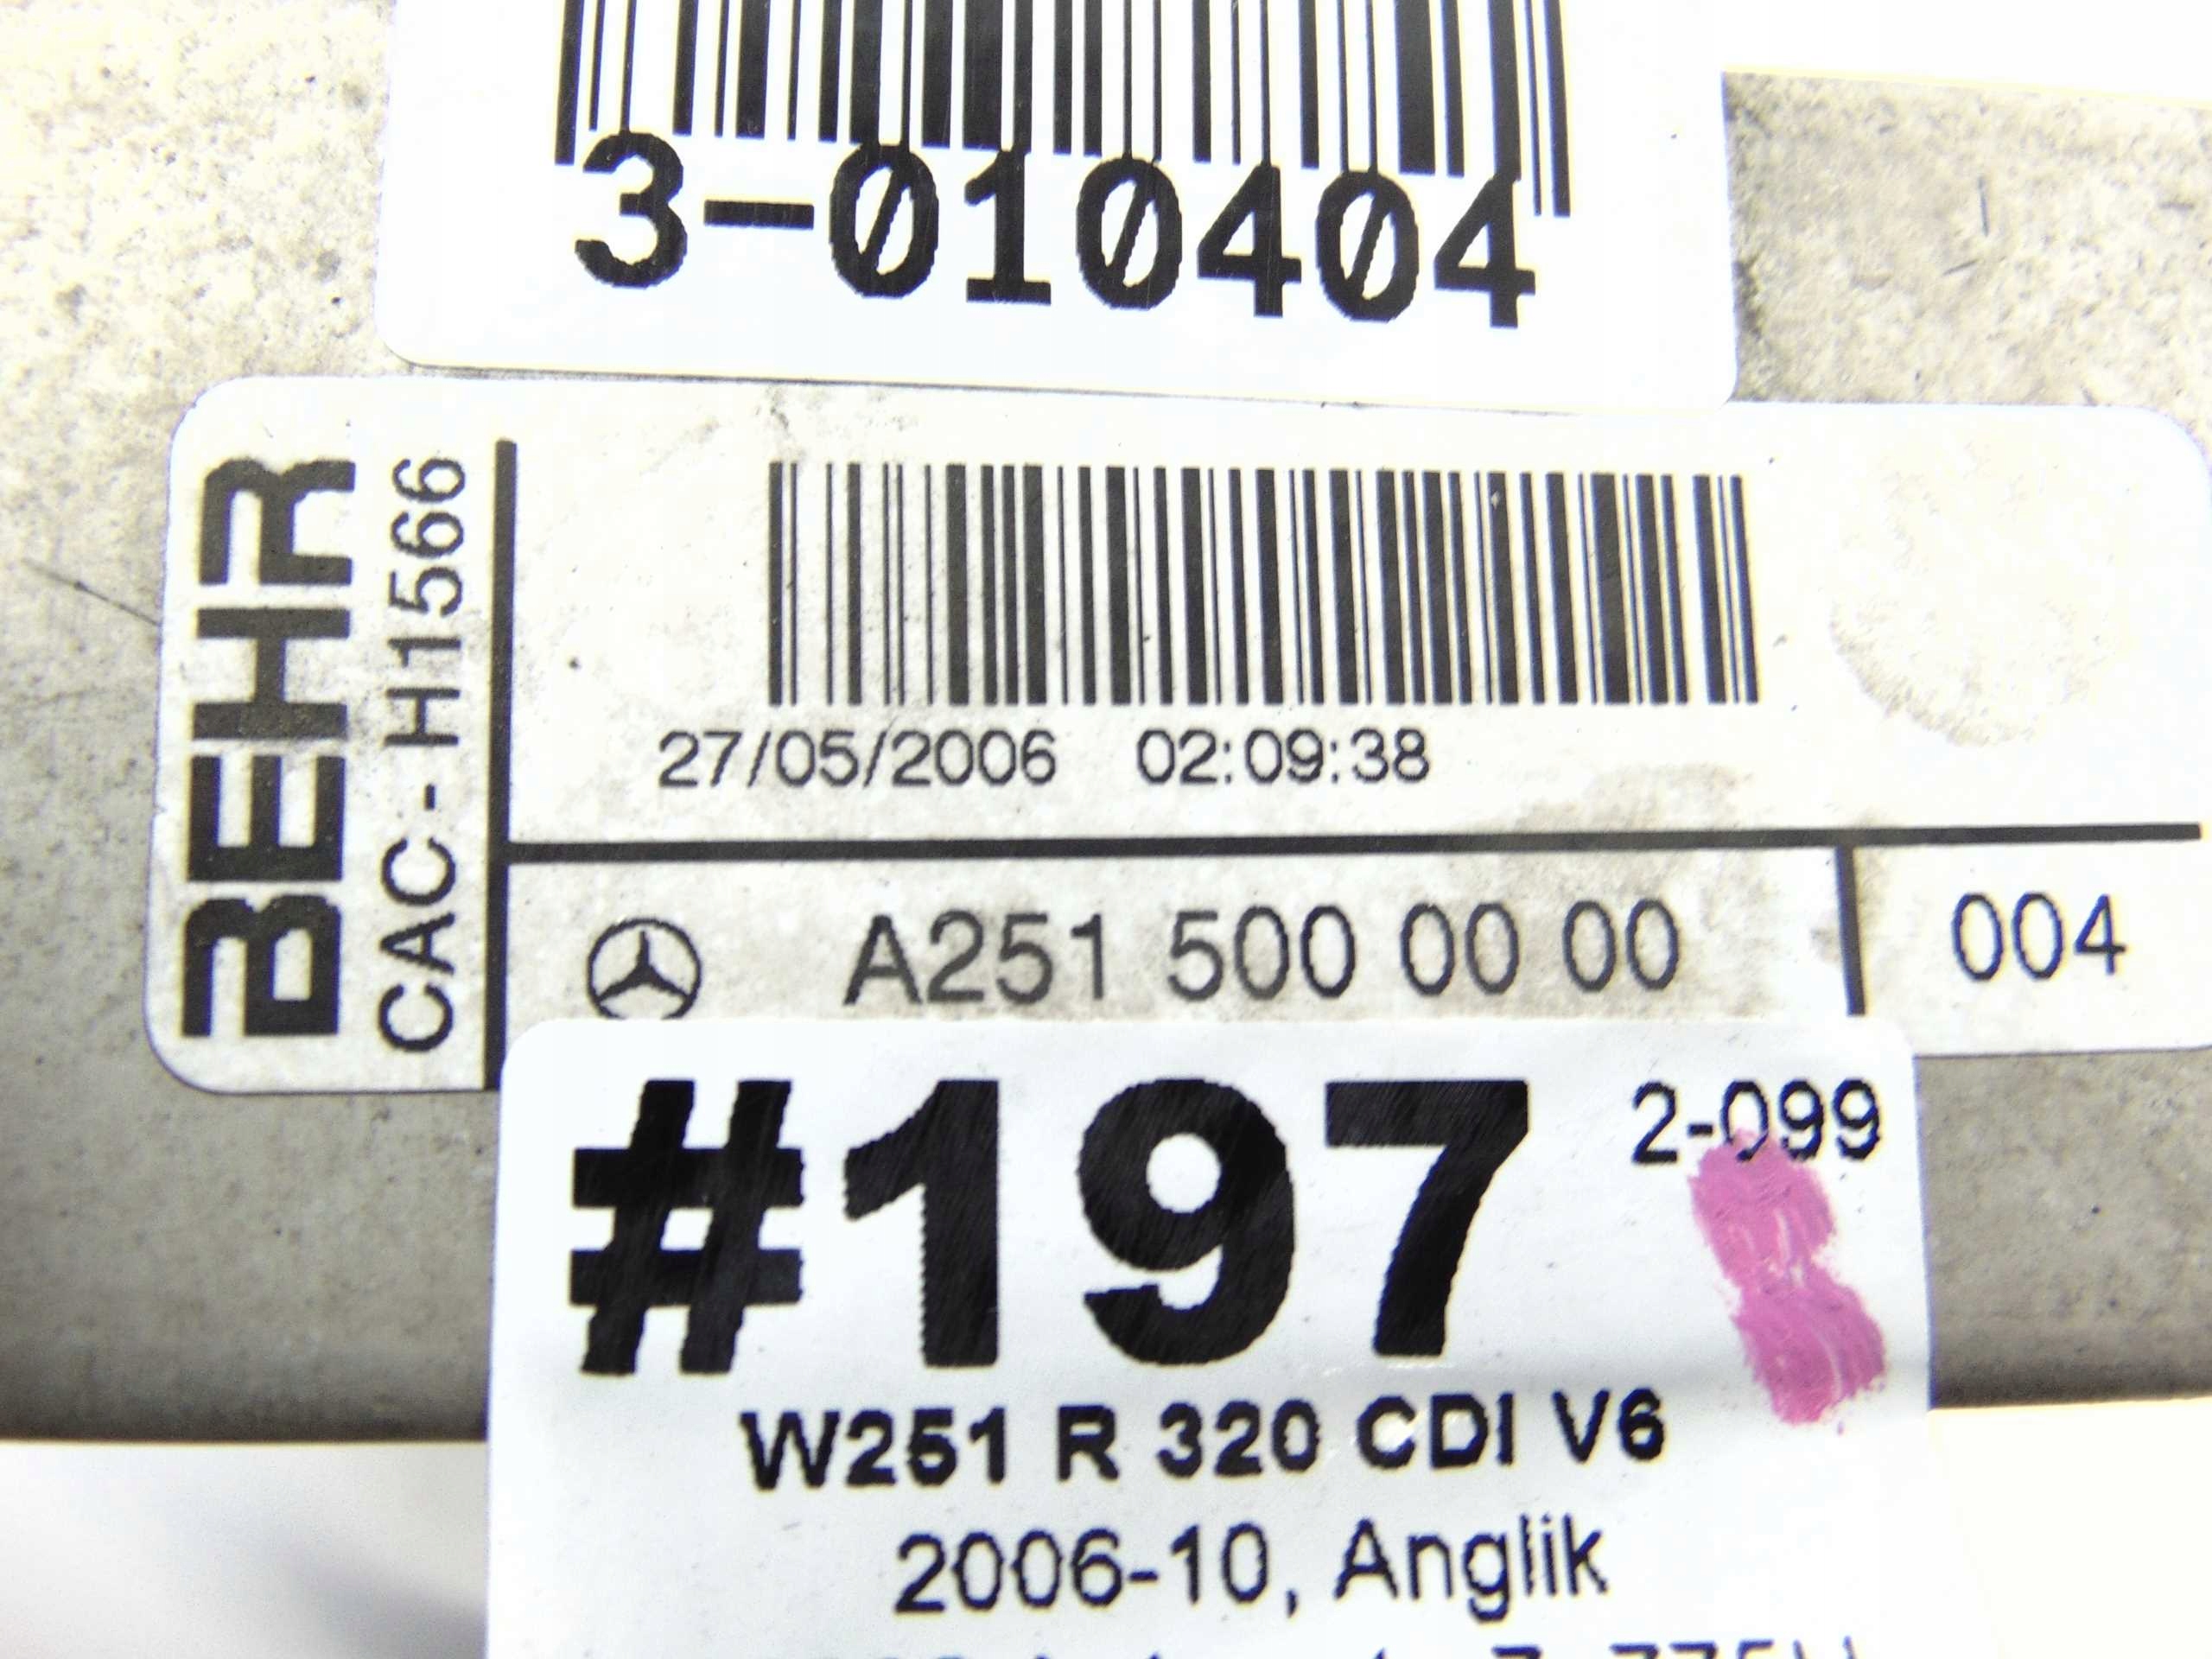 3-010404
BEHR
CAC - H1566
27/05/2006 02:09:38
A251 500 00 00
004
#197
2-099
W251 R 320 CDI V6
2006-10, Anglik